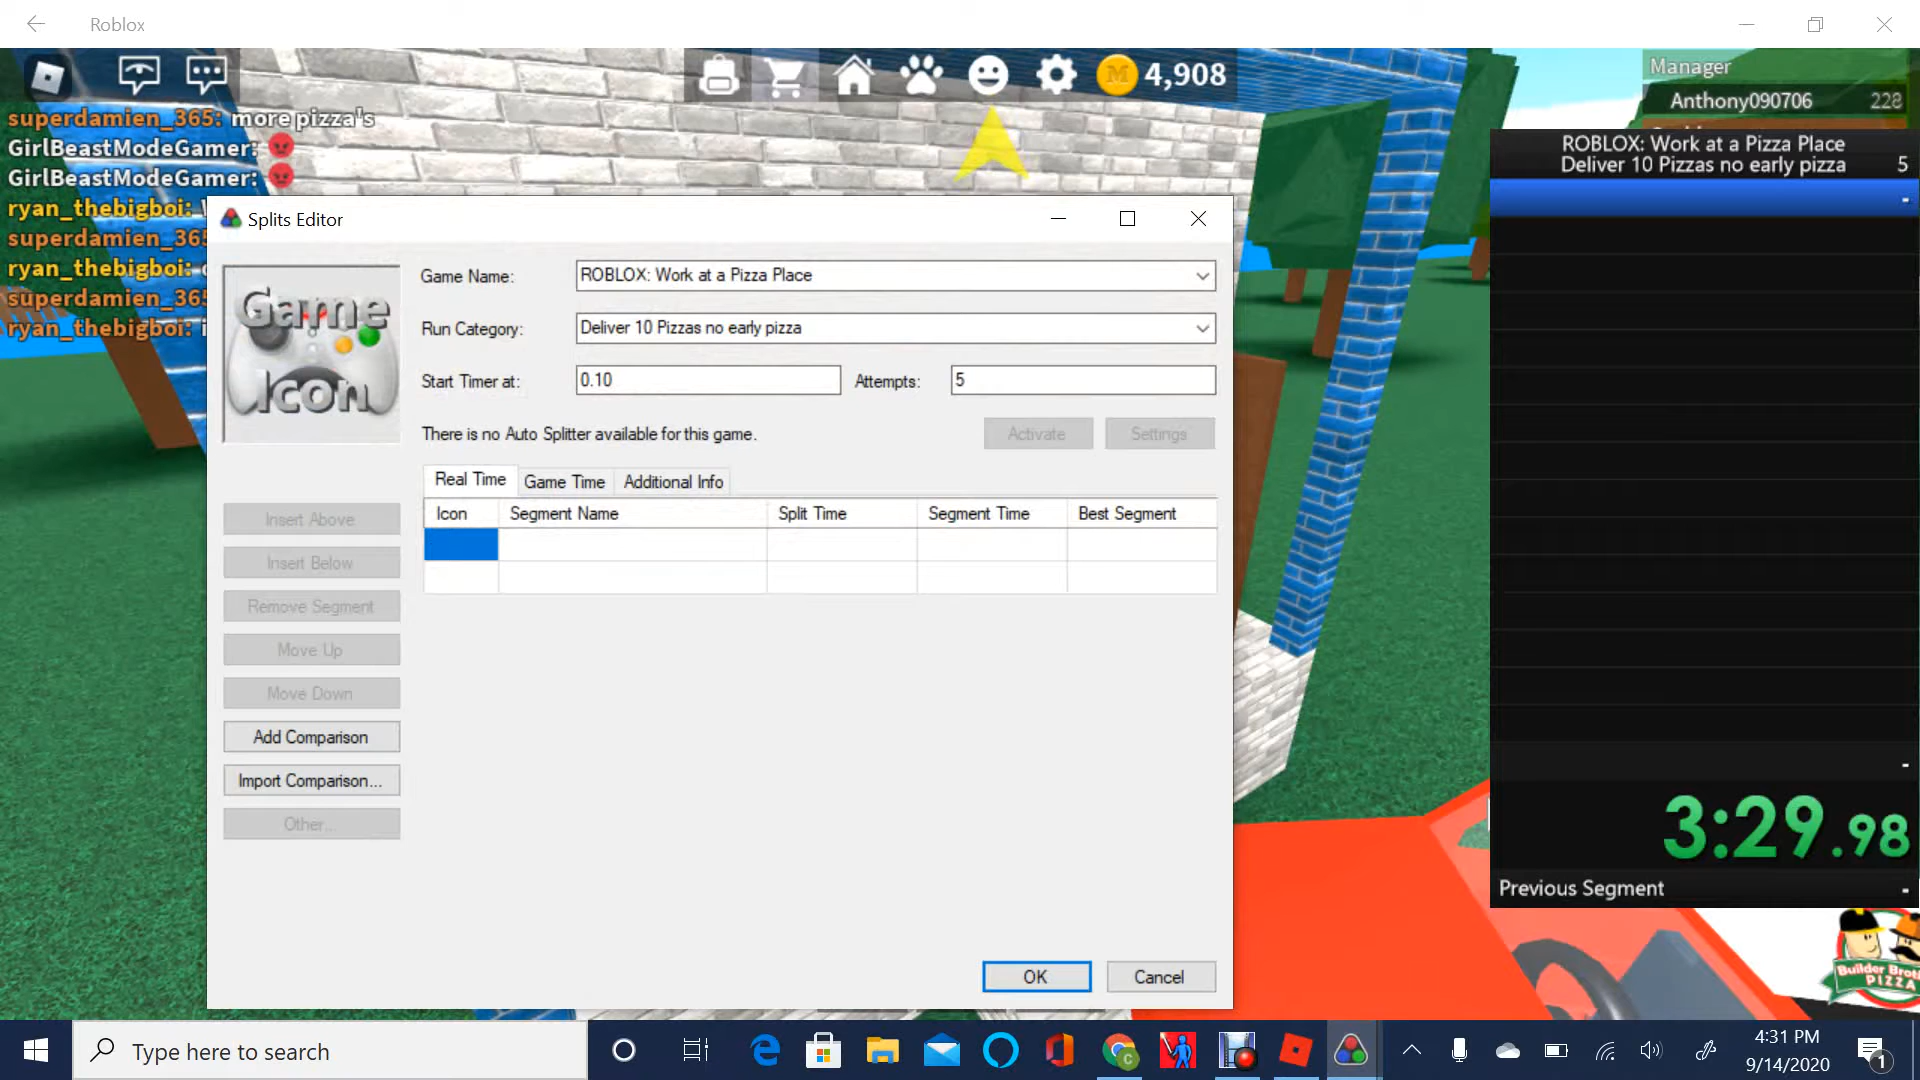 Roblox
4,908
Manager
Anthony090706 228
superdamien_365: more pizza's
GirlBeastModeGamer:
GirlBeastModeGamer:
ryan_thebigboi:
superdamien_365
ryan_thebigboi:
superdamien_365
ryan_thebigboi: i
ROBLOX: Work at a Pizza Place
Deliver 10 Pizzas no early pizza 5
-
Splits Editor
Game Icon
Game Name: ROBLOX: Work at a Pizza Place
Run Category: Deliver 10 Pizzas no early pizza
Start Timer at: 0.10 Attempts: 5
There is no Auto Splitter available for this game. Activate Settings
Real Time Game Time Additional Info
Icon Segment Name Split Time Segment Time Best Segment
Insert Above
Insert Below
Remove Segment
Move Up
Move Down
Add Comparison
Import Comparison...
Other...
OK Cancel
-
3:29.98
Previous Segment -
Builder Brot
PIZZA
Type here to search
4:31 PM
9/14/2020
1